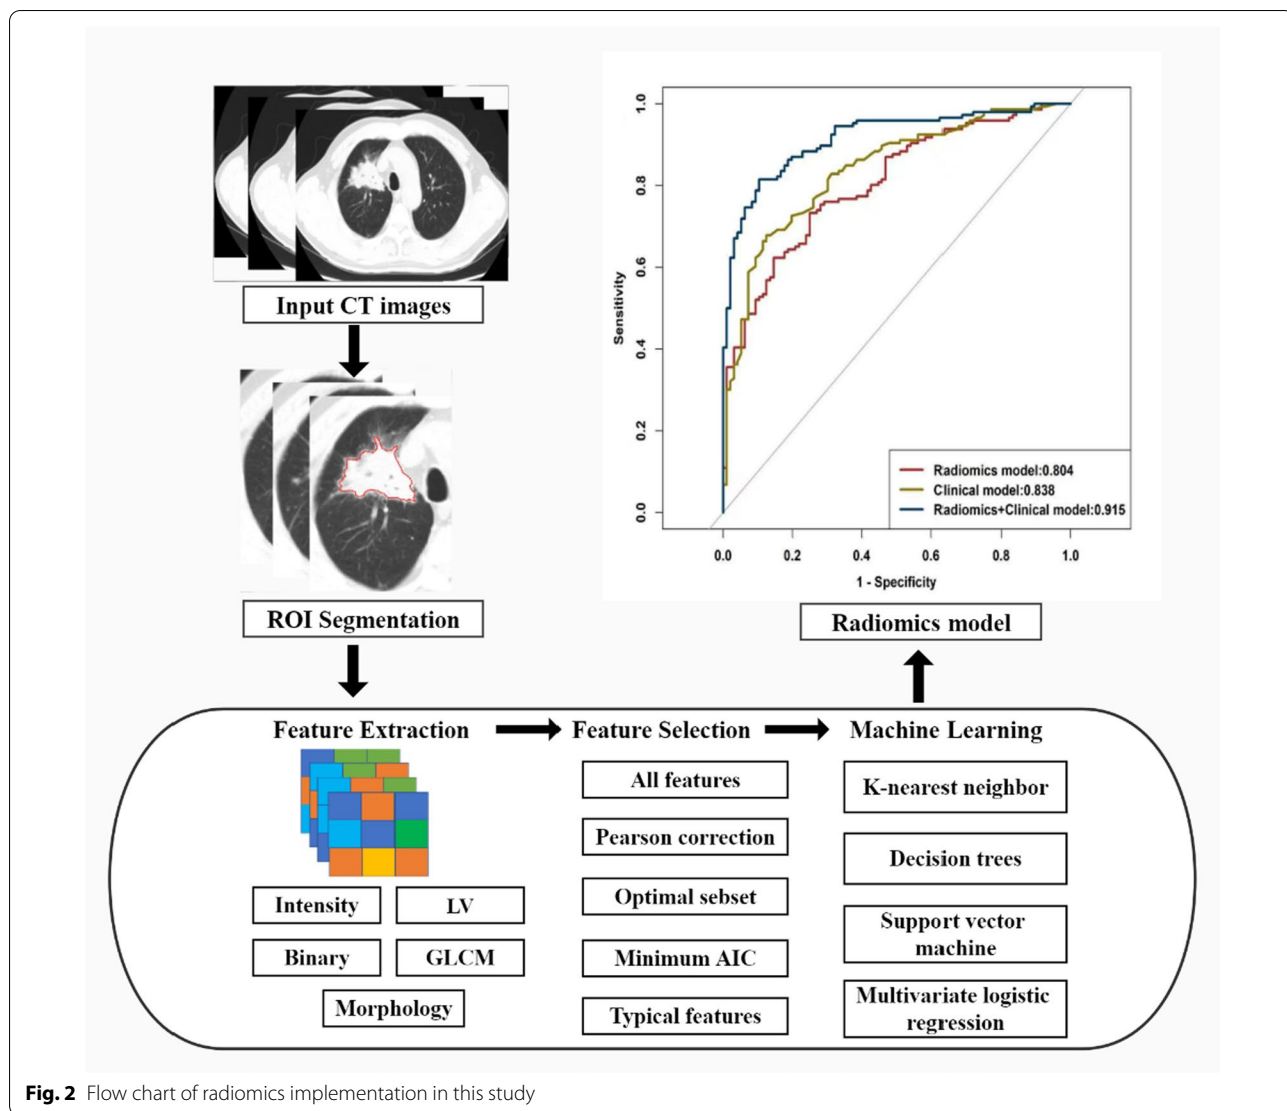 Input CT images
ROI Segmentation
1.0
0.8
0.6
0.4
0.2
0.0
Sensitivity
Radiomics model:0.804
Clinical model:0.838
Radiomics+Clinical model:0.915
0.0 0.2 0.4 0.6 0.8 1.0
1 - Specificity
Radiomics model
Feature Extraction
Intensity LV
Binary GLCM
Morphology
Feature Selection
All features
Pearson correction
Optimal sebset
Minimum AIC
Typical features
Machine Learning
K-nearest neighbor
Decision trees
Support vector
machine
Multivariate logistic
regression
Fig. 2 Flow chart of radiomics implementation in this study